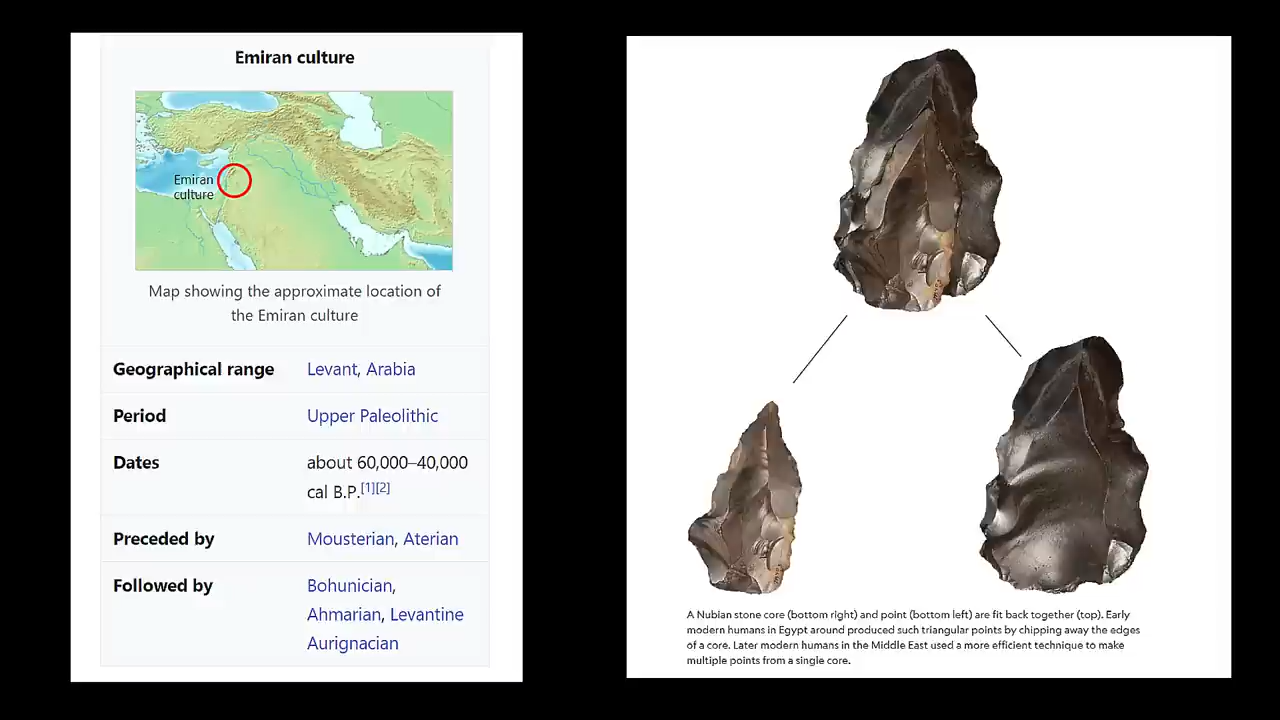 Emiran culture
Emiran
culture
Map showing the approximate location of
the Emiran culture
Geographical range Levant, Arabia
Period Upper Paleolithic
Dates about 60,000–40,000
cal B.P.[1][2]
Preceded by Mousterian, Aterian
Followed by Bohunician,
Ahmarian, Levantine
Aurignacian
A Nubian stone core (bottom right) and point (bottom left) are fit back together (top). Early
modern humans in Egypt around produced such triangular points by chipping away the edges
of a core. Later modern humans in the Middle East used a more efficient technique to make
multiple points from a single core.